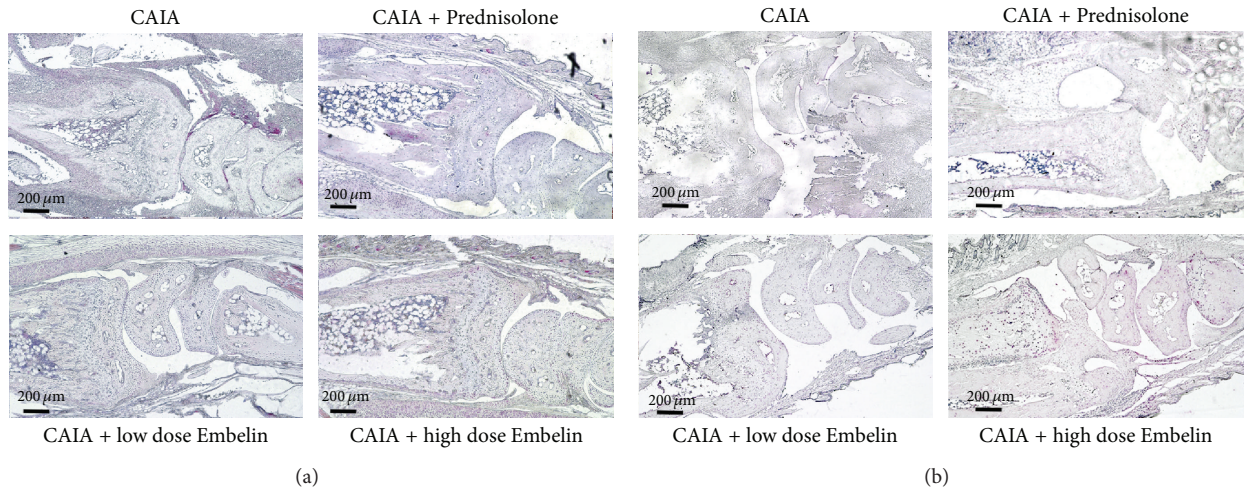 CAIA
CAIA + Prednisolone
CAIA
CAIA + Prednisolone
200 μm
200 μm
200 μm
200 μm
200 μm
200 μm
200 μm
200 μm
CAIA + low dose Embelin
CAIA + high dose Embelin
CAIA + low dose Embelin
CAIA + high dose Embelin
(a)
(b)